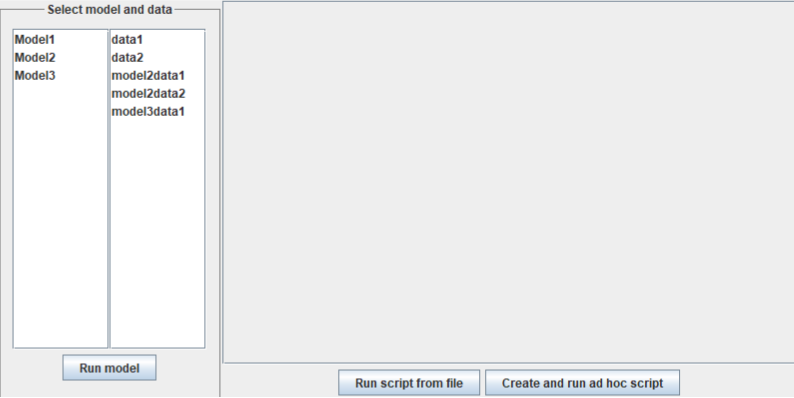 Select model and data
Model1
Model2
Model3
data1
data2
model2data1
model2data2
model3data1
Run model
Run script from file
Create and run ad hoc script